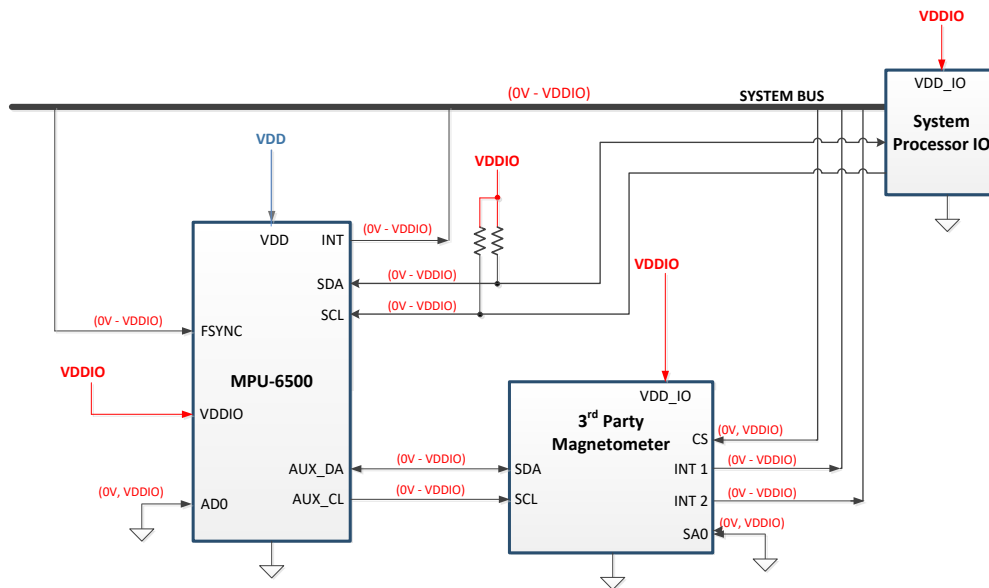 VDDIO
VDD_IO
System
Processor IO
(0V - VDDIO)
SYSTEM BUS
VDD
VDDIO
VDD
INT
(0V - VDDIO)
SDA
(0V - VDDIO)
SCL
(0V - VDDIO)
(0V - VDDIO)
FSYNC
VDDIO
MPU-6500
VDDIO
VDDIO
VDD_IO
3rd Party
Magnetometer
CS
(0V, VDDIO)
AUX_DA
(0V - VDDIO)
SDA
INT 1
(0V - VDDIO)
AUX_CL
(0V - VDDIO)
SCL
INT 2
(0V - VDDIO)
(0V, VDDIO)
AD0
(0V, VDDIO)
SA0